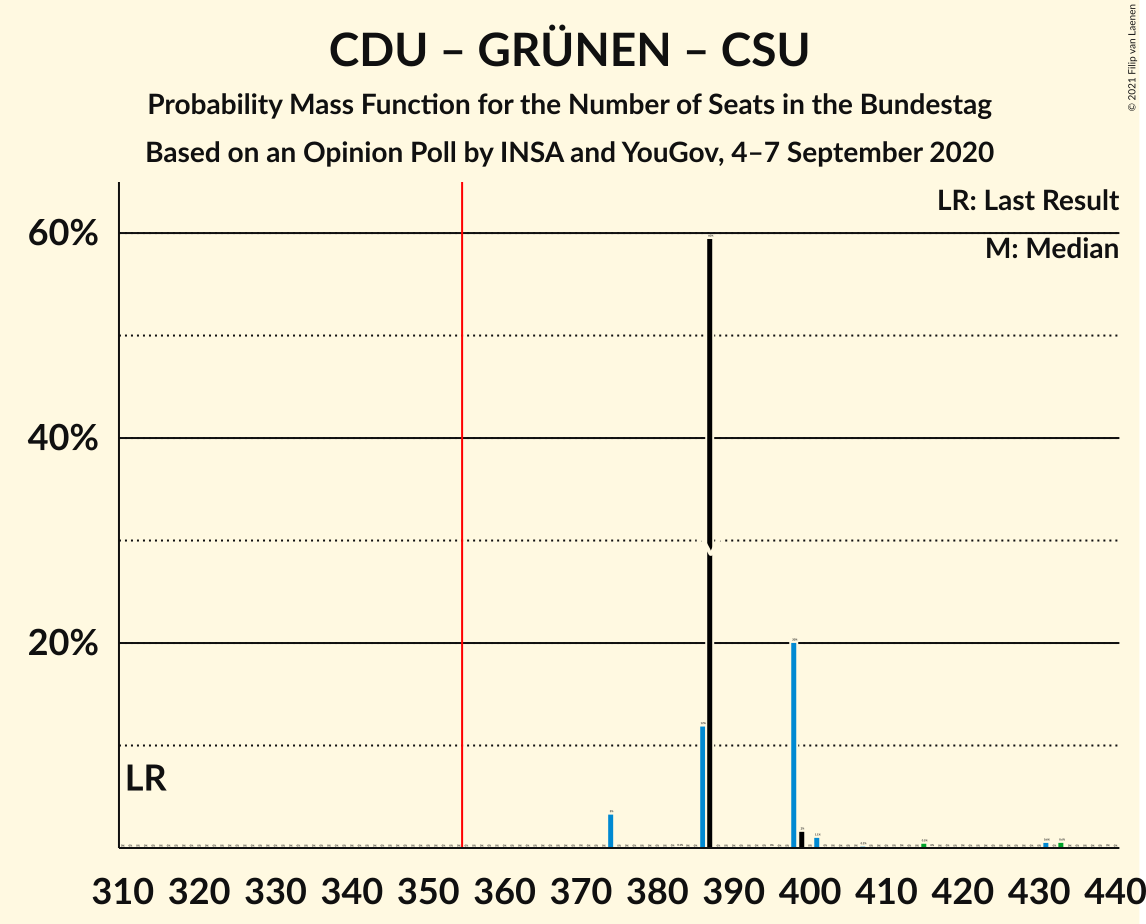 CDU – GRÜNEN – CSU
Probability Mass Function for the Number of Seats in the Bundestag
Based on an Opinion Poll by INSA and YouGov, 4–7 September 2020
© 2021 Filip van Laenen
LR: Last Result
M: Median
60%
40%
20%
LR
310 320 330 340 350 360 370 380 390 400 410 420 430 440